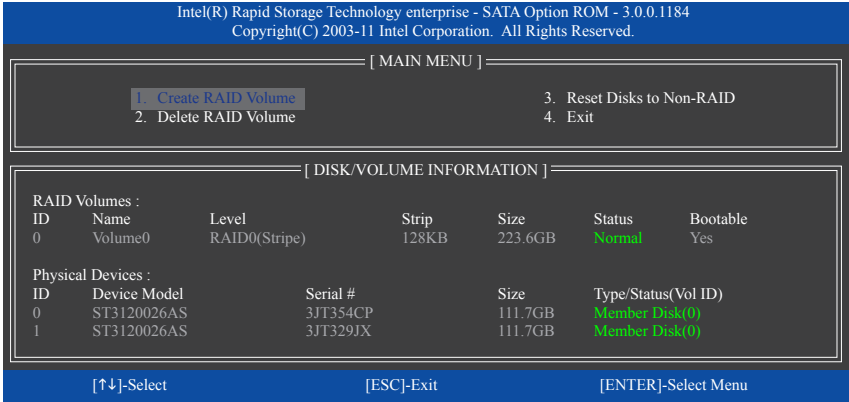 Intel(R) Rapid Storage Technology enterprise - SATA Option ROM - 3.0.0.1184
Copyright(C) 2003-11 Intel Corporation. All Rights Reserved.
[ MAIN MENU ]
1. Create RAID Volume 3. Reset Disks to Non-RAID
2. Delete RAID Volume 4. Exit
[ DISK/VOLUME INFORMATION ]
RAID Volumes :
ID Name Level Strip Size Status Bootable
0 Volume0 RAID0(Stripe) 128KB 223.6GB Normal Yes
Physical Devices :
ID Device Model Serial # Size Type/Status(Vol ID)
0 ST3120026AS 3JT354CP 111.7GB Member Disk(0)
1 ST3120026AS 3JT329JX 111.7GB Member Disk(0)
[↑↓]-Select [ESC]-Exit [ENTER]-Select Menu